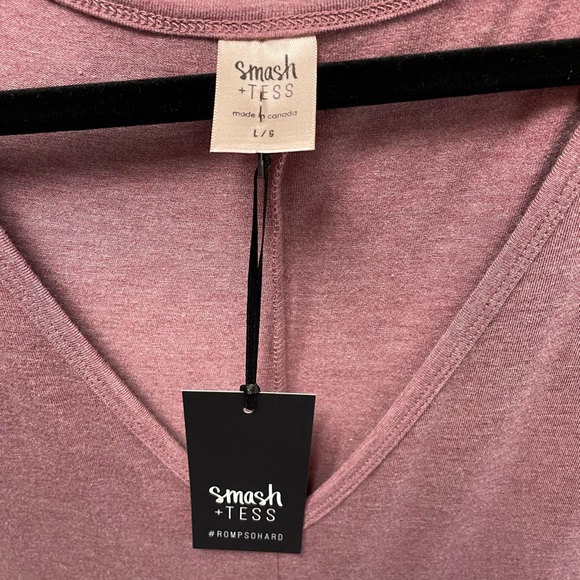 smash
+TESS
made in canada
L/G
smash
+TESS
#ROMPSOHARD